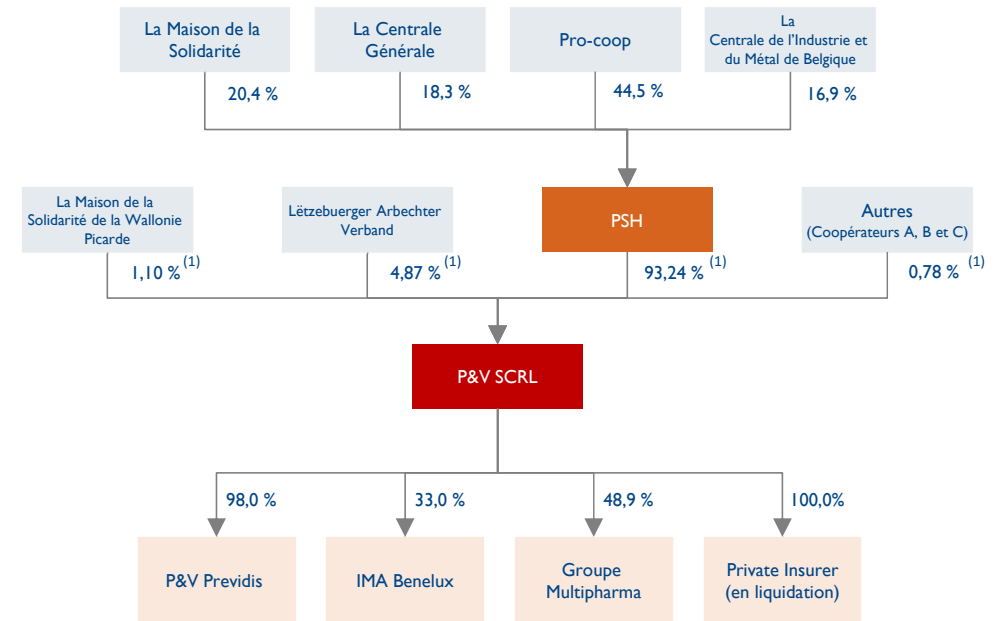 La Maison de la
Solidarité
La Centrale
Générale
Pro-coop
La
Centrale de l'Industrie et
du Métal de Belgique
20,4 %
18,3 %
44,5 %
16,9 %
La Maison de la
Solidarité de la Wallonie
Picarde
Lëtzebuerger Arbechter
Verband
PSH
Autres
(Coopérateurs A, B et C)
1,10 % (1)
4,87 % (1)
93,24 % (1)
0,78 % (1)
P&V SCRL
98,0 %
33,0 %
48,9 %
100,0%
P&V Previdis
IMA Benelux
Groupe
Multipharma
Private Insurer
(en liquidation)